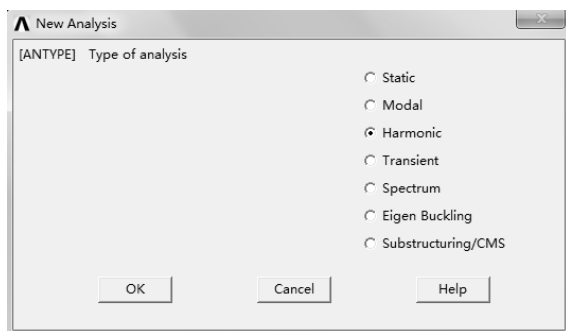 New Analysis
[ANTYPE] Type of analysis
Static
Modal
Harmonic
Transient
Spectrum
Eigen Buckling
Substructuring/CMS
OK Cancel Help